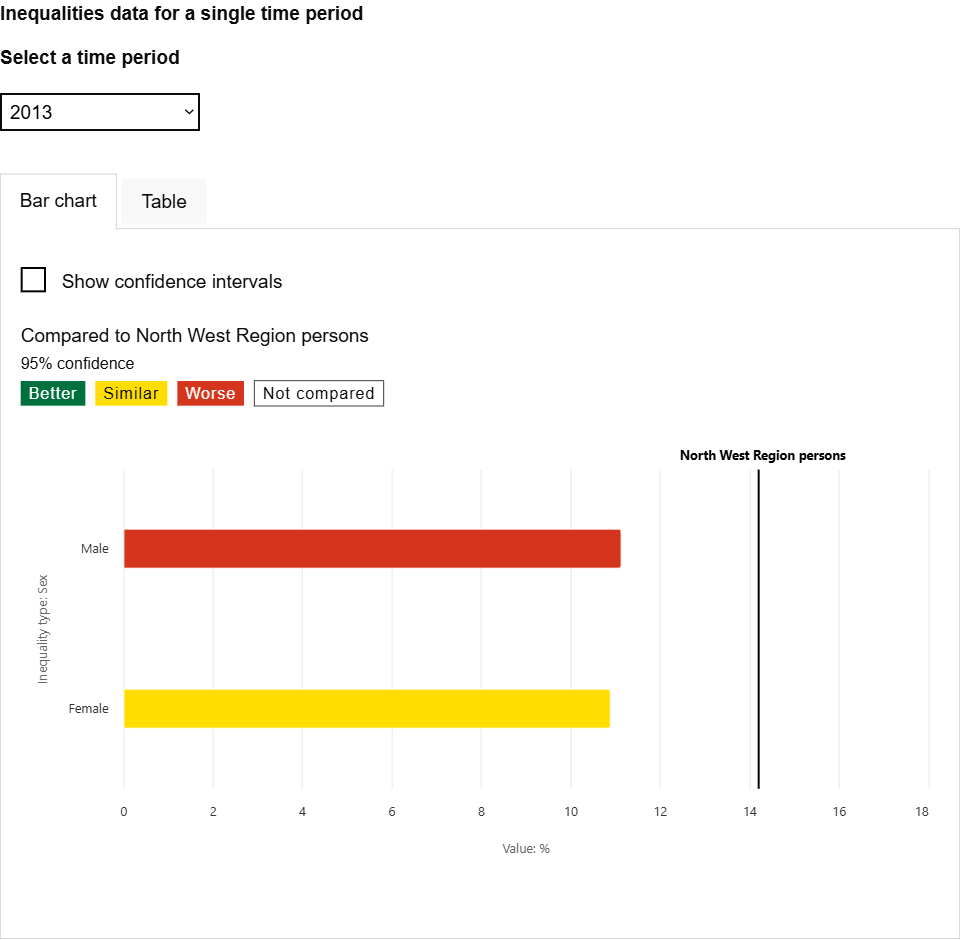 Inequalities data for a single time period
Select a time period
2013
Bar chart
Table
Show confidence intervals
Compared to North West Region persons
95% confidence
Better Similar Worse Not compared
North West Region persons
Male
Inequality type: Sex
Female
0 2 4 6 8 10 12 14 16 18
Value: %